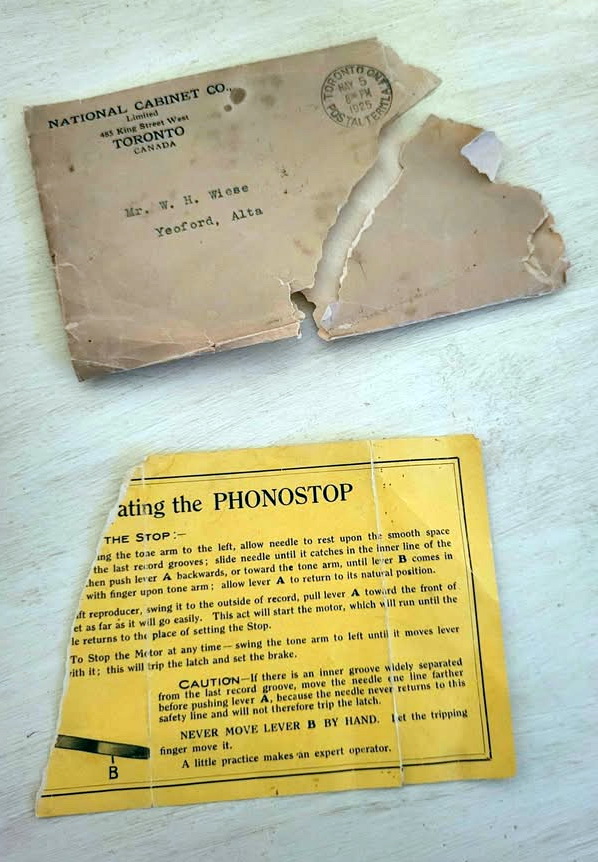 NATIONAL CABINET CO.,
Limited
485 King Street West
TORONTO
CANADA
TORONTO ONT
MAY 5
PM
1925
POSTAL TERML. A
Mr. W. H. Wiese
Yeoford, Alta
ating the PHONOSTOP
THE STOP:—
ing the tone arm to the left, allow needle to rest upon the smooth space
the last record grooves; slide needle until it catches in the inner line of the
hen push lever A backwards, or toward the tone arm, until lever B comes in
with finger upon tone arm; allow lever A to return to its natural position.
ft reproducer, swing it to the outside of record, pull lever A toward the front of
et as far as it will go easily. This act will start the motor, which will run until the
le returns to the place of setting the Stop.
To Stop the Motor at any time—swing the tone arm to left until it moves lever
ith it; this will trip the latch and set the brake.
CAUTION—If there is an inner groove widely separated
from the last record groove, move the needle one line farther
before pushing lever A, because the needle never returns to this
safety line and will not therefore trip the latch.
NEVER MOVE LEVER B BY HAND. Let the tripping
finger move it.
A little practice makes an expert operator.
B